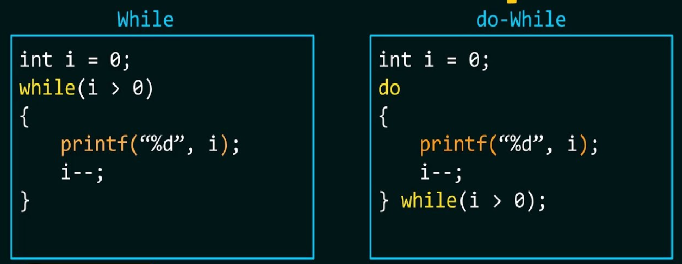 While
int i = 0;
while(i > 0)
{
    printf(“%d”, i);
    i--;
}
do-While
int i = 0;
do
{
    printf(“%d”, i);
    i--;
} while(i > 0);